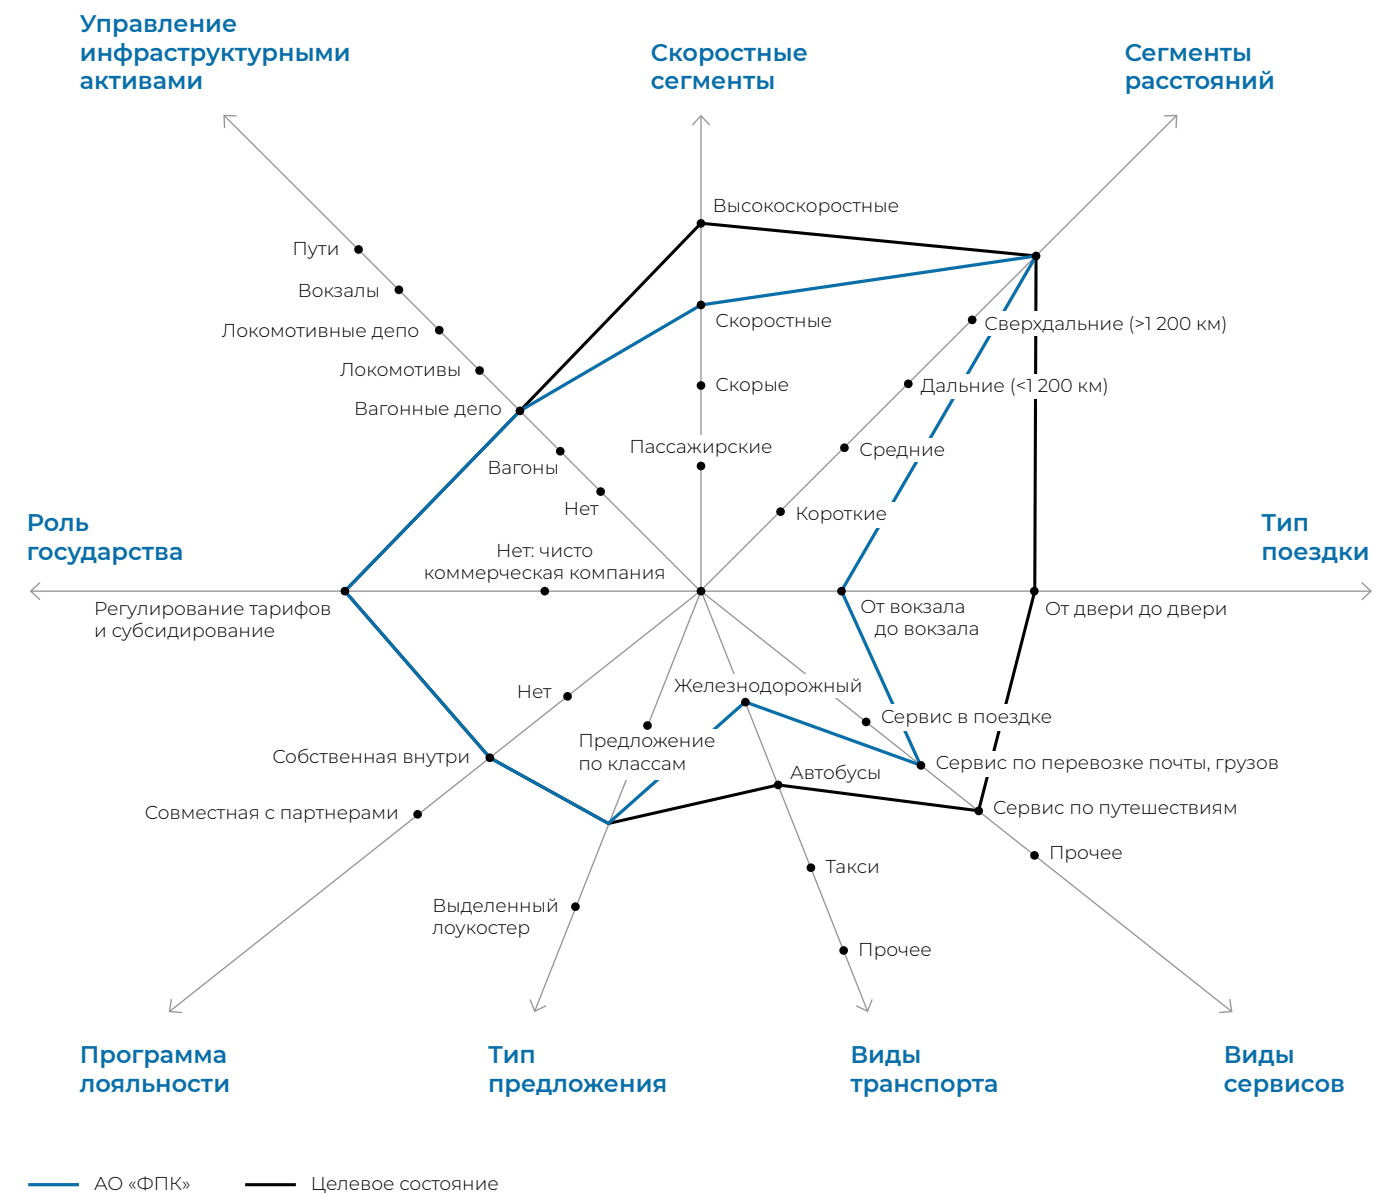 Управление
инфраструктурными
активами
Скоростные
сегменты
Сегменты
расстояний
Высокоскоростные
Пути
Вокзалы
Локомотивные депо
Скоростные
Сверхдальние (>1 200 км)
Локомотивы
Скорые
Дальние (<1 200 км)
Вагонные депо
Пассажирские
Средние
Вагоны
Нет
Короткие
Роль
государства
Тип
поездки
Нет: чисто
коммерческая компания
Регулирование тарифов
и субсидирование
От вокзала
до вокзала
От двери до двери
Нет
Железнодорожный
Сервис в поездке
Предложение
по классам
Собственная внутри
Автобусы
Сервис по перевозке почты, грузов
Совместная с партнерами
Сервис по путешествиям
Прочее
Такси
Выделенный
лоукостер
Прочее
Программа
лояльности
Тип
предложения
Виды
транспорта
Виды
сервисов
АО «ФПК»
Целевое состояние